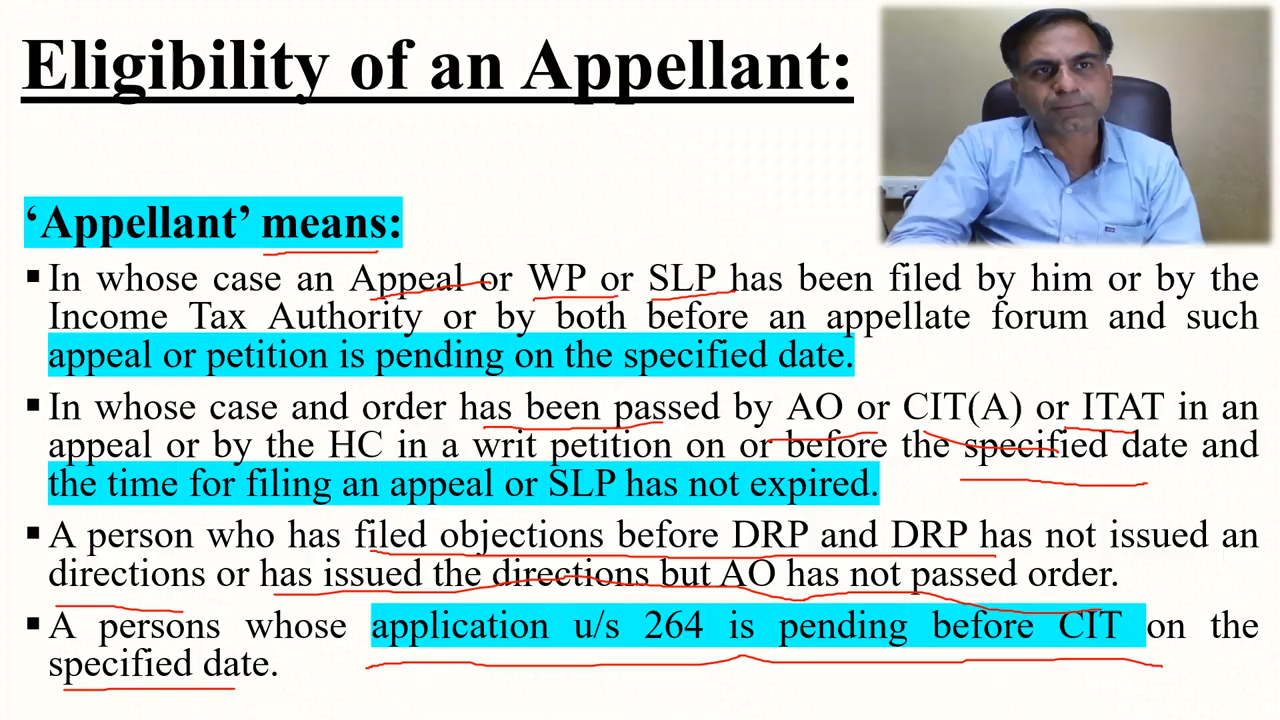 Eligibility of an Appellant:
‘Appellant’ means:
▪ In whose case an Appeal or WP or SLP has been filed by him or by the
Income Tax Authority or by both before an appellate forum and such
appeal or petition is pending on the specified date.
▪ In whose case and order has been passed by AO or CIT(A) or ITAT in an
appeal or by the HC in a writ petition on or before the specified date and
the time for filing an appeal or SLP has not expired.
▪ A person who has filed objections before DRP and DRP has not issued an
directions or has issued the directions but AO has not passed order.
▪ A persons whose application u/s 264 is pending before CIT on the
specified date.